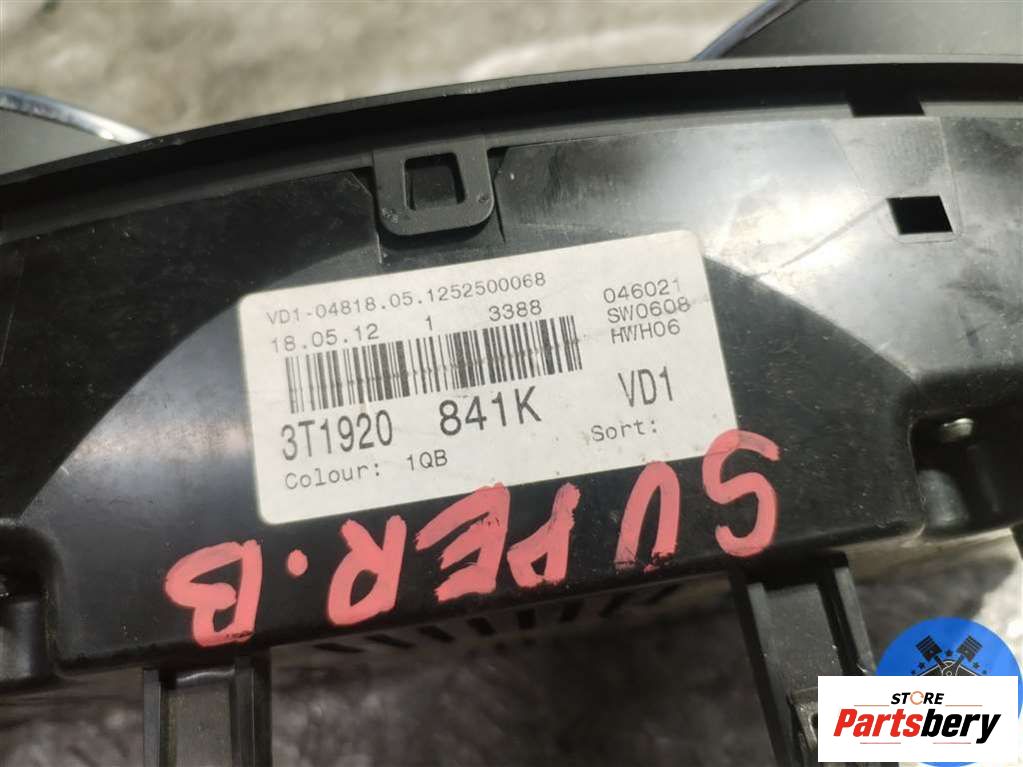 VD1-04818.05.1252500068
18.05.12 1 3388
046021
SW0608
HWH06
3T1920 841K VD1
Colour: 1QB Sort:
SUPER.B
STORE
Partsbery